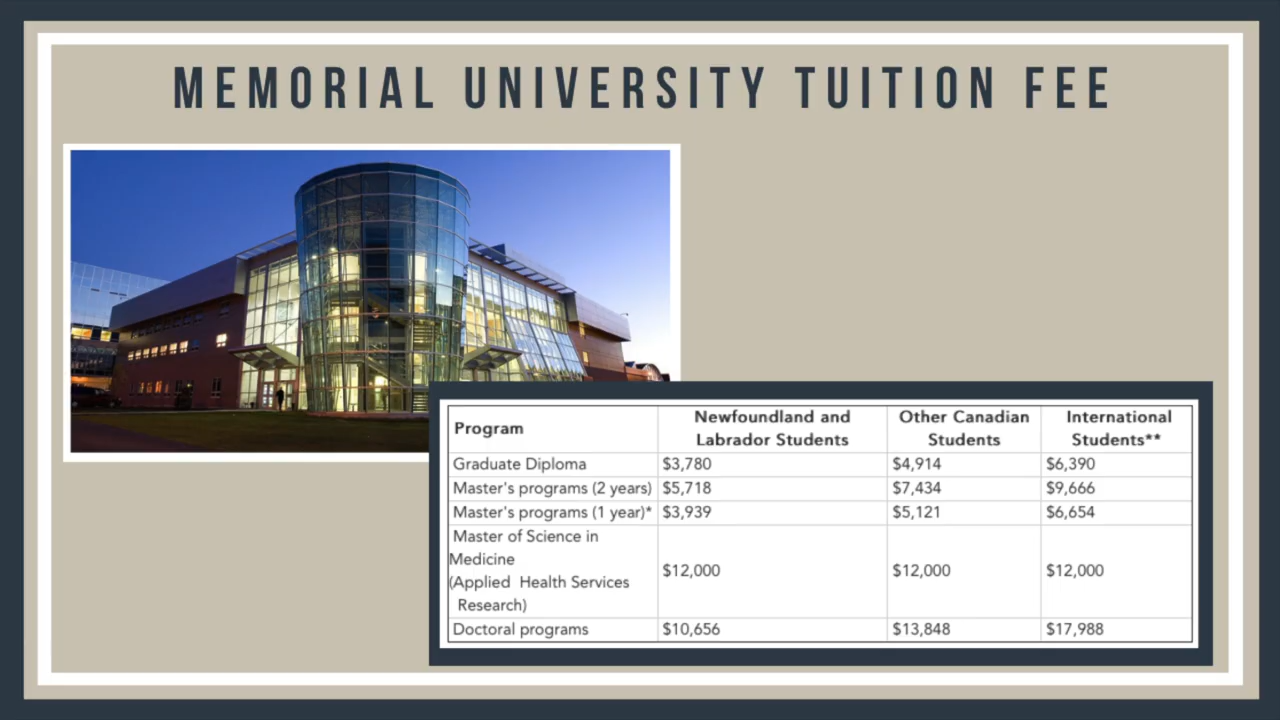 MEMORIAL UNIVERSITY TUITION FEE
Program
Newfoundland and
Labrador Students
Other Canadian
Students
International
Students**
Graduate Diploma $3,780 $4,914 $6,390
Master's programs (2 years) $5,718 $7,434 $9,666
Master's programs (1 year)* $3,939 $5,121 $6,654
Master of Science in
Medicine
(Applied Health Services
Research)
$12,000 $12,000 $12,000
Doctoral programs $10,656 $13,848 $17,988